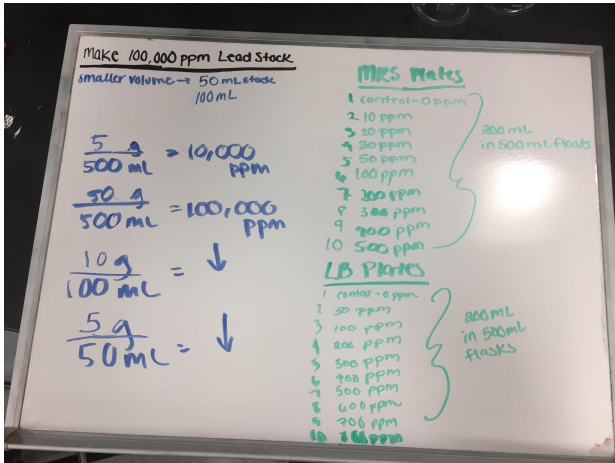 Make 100,000 ppm Lead Stock
smaller volume → 50 mL stock
100 mL
5 g
500 mL = 10,000 ppm
50 g
500 mL = 100,000 ppm
10 g
100 mL = ↓
5 g
50 mL = ↓
MRS Plates
1 control-0 ppm
2 10 ppm
3 20 ppm
4 30 ppm
5 50 ppm
6 100 ppm
7 200 ppm
8 300 ppm
9 400 ppm
10 500 ppm
200 mL
in 500 mL flasks
LB Plates
1 control-0 ppm
2 50 ppm
3 100 ppm
4 200 ppm
5 300 ppm
6 400 ppm
7 500 ppm
8 600 ppm
9 700 ppm
10 ppm
200 mL
in 500 mL
flasks